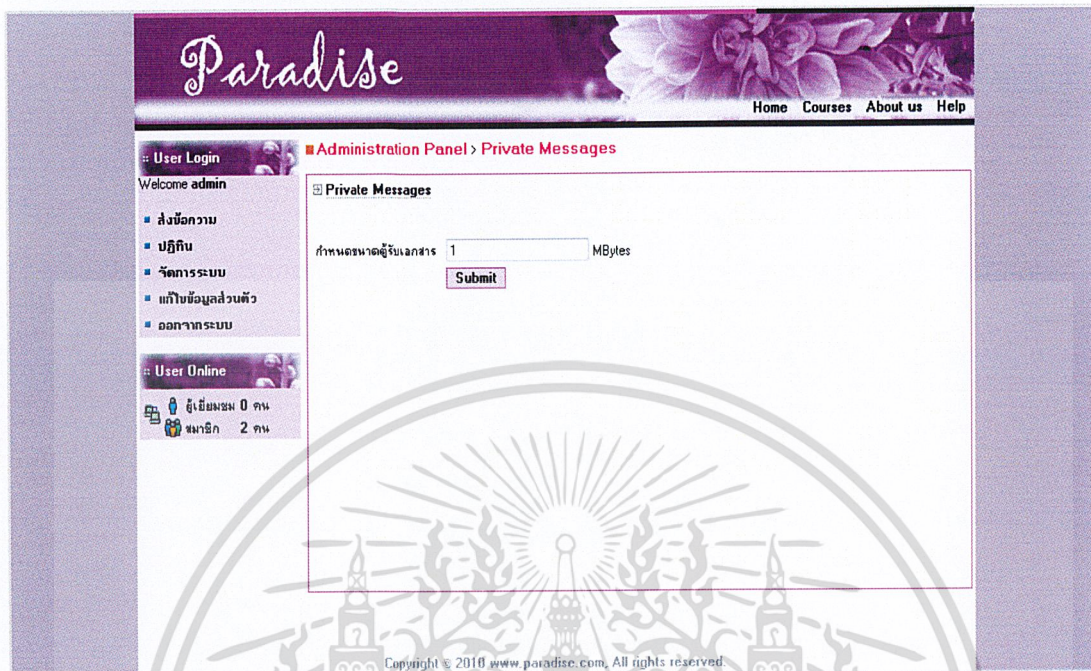 Paradise
Home Courses About us Help
:: User Login
Welcome admin
ส่งข้อความ
ปฏิทิน
จัดการระบบ
แก้ไขข้อมูลส่วนตัว
ออกจากระบบ
:: User Online
ผู้เยี่ยมชม 0 คน
สมาชิก 2 คน
Administration Panel > Private Messages
Private Messages
กำหนดขนาดตู้รับเอกสาร 1 MBytes
Submit
Copyright © 2010 www.paradise.com, All rights reserved.